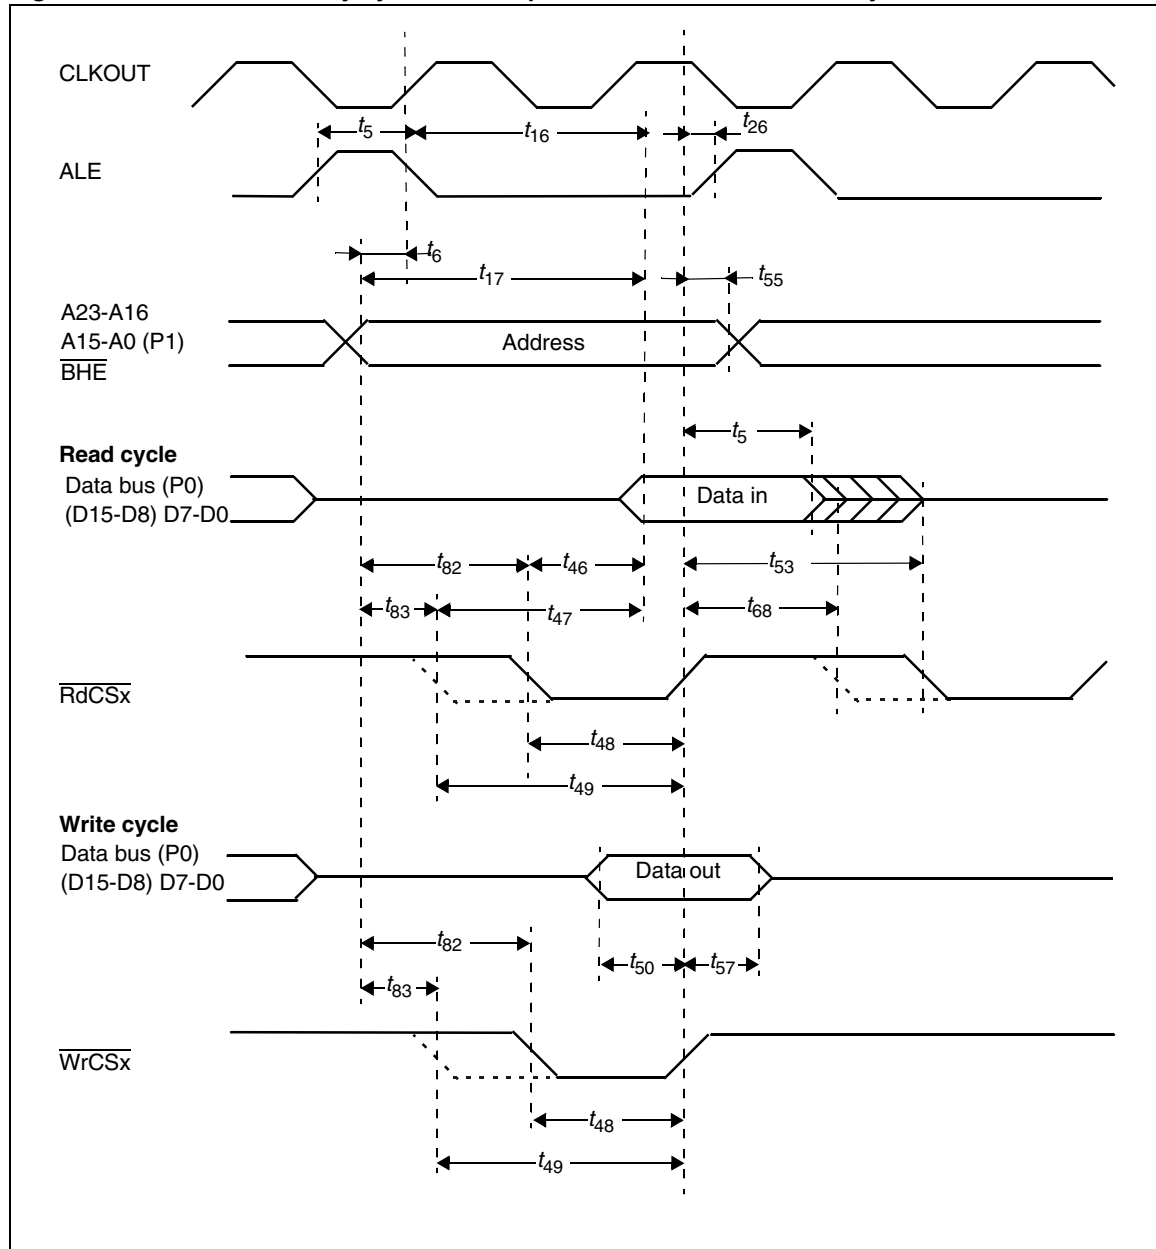 CLKOUT
t5
t16
t26
ALE
t6
t17
t55
A23-A16
A15-A0 (P1)
Address
BHE
t5
Read cycle
Data bus (P0)
Data in
(D15-D8) D7-D0
t82
t46
t53
t83
t47
t68
RdCSx
t48
t49
Write cycle
Data bus (P0)
Data out
(D15-D8) D7-D0
t82
t50
t57
t83
WrCSx
t48
t49